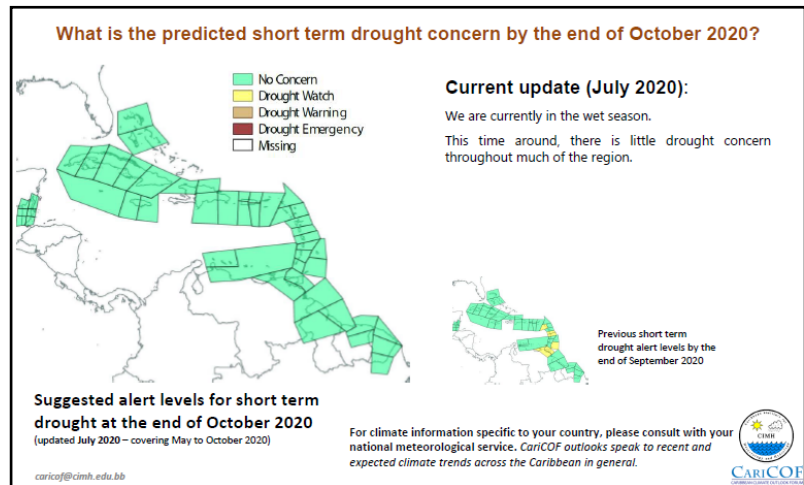 What is the predicted short term drought concern by the end of October 2020?
No Concern
Drought Watch
Drought Warning
Drought Emergency
Missing
Current update (July 2020):
We are currently in the wet season.
This time around, there is little drought concern
throughout much of the region.
Previous short term
drought alert levels by the
end of September 2020
Suggested alert levels for short term
drought at the end of October 2020
(updated July 2020 – covering May to October 2020)
For climate information specific to your country, please consult with your
national meteorological service. CariCOF outlooks speak to recent and
expected climate trends across the Caribbean in general.
caricof@cimh.edu.bb
CIMH
CARICOF
CARIBBEAN CLIMATE OUTLOOK FORUM